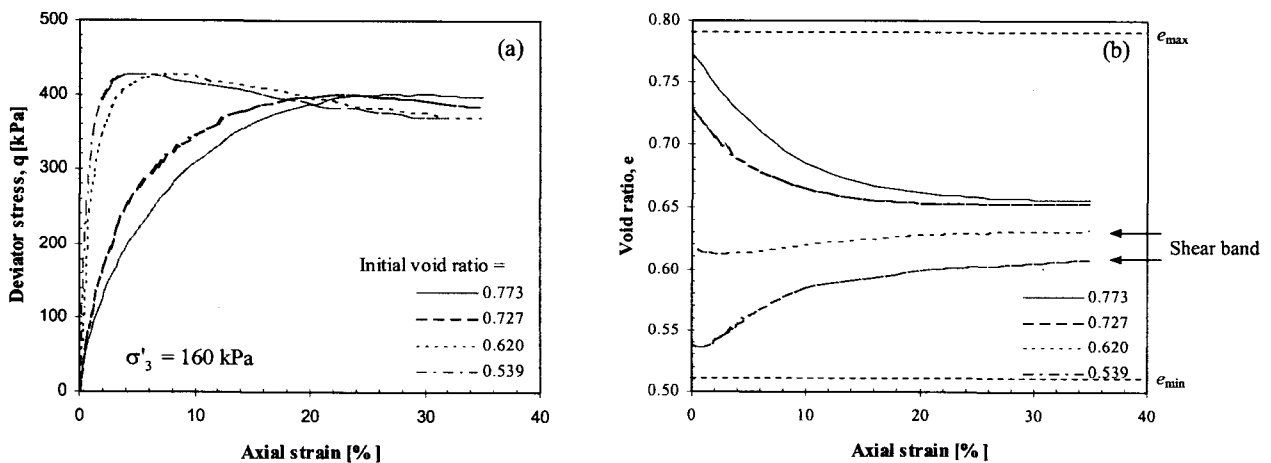 (a)
Deviator stress, q [kPa]
500
400
300
200
100
0
0 10 20 30 40
Axial strain [%]
Initial void ratio =
0.773
0.727
0.620
0.539
σ'3 = 160 kPa
(b)
Void ratio, e
0.80
0.75
0.70
0.65
0.60
0.55
0.50
0 10 20 30 40
Axial strain [%]
emax
Shear band
0.773
0.727
0.620
0.539
emin